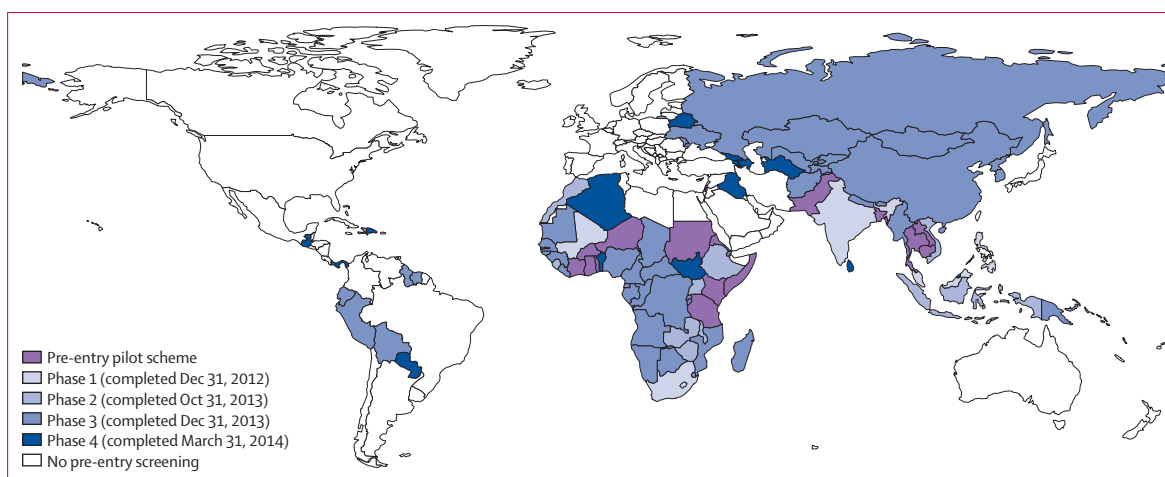 Pre-entry pilot scheme
Phase 1 (completed Dec 31, 2012)
Phase 2 (completed Oct 31, 2013)
Phase 3 (completed Dec 31, 2013)
Phase 4 (completed March 31, 2014)
No pre-entry screening